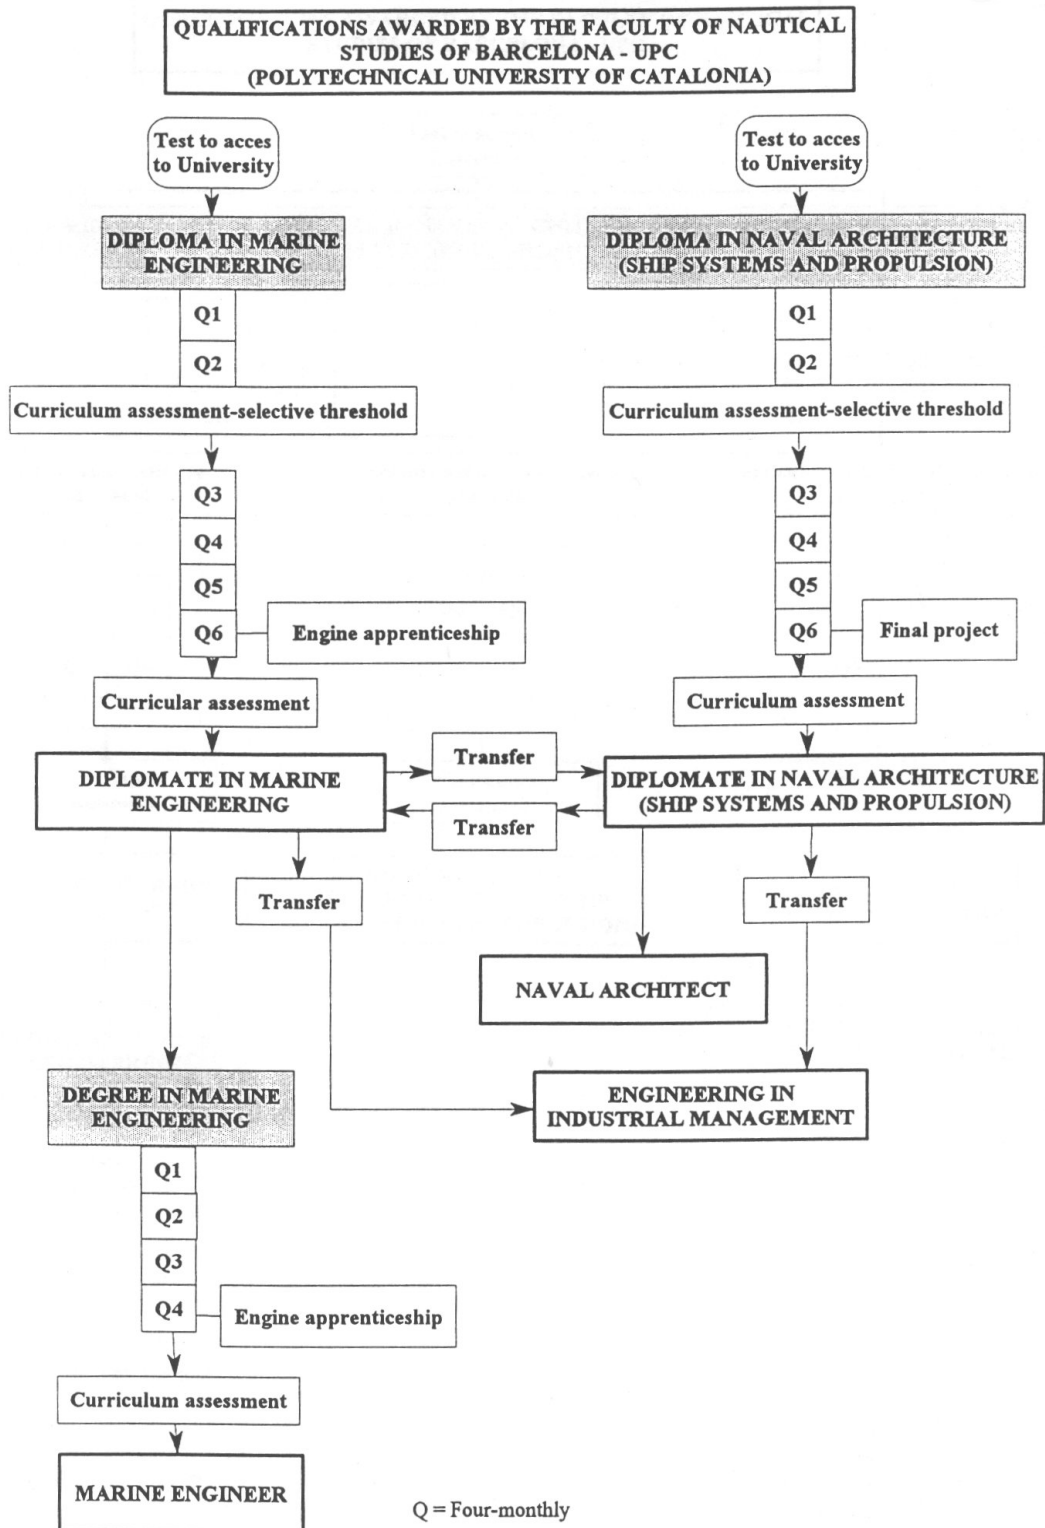 QUALIFICATIONS AWARDED BY THE FACULTY OF NAUTICAL
STUDIES OF BARCELONA - UPC
(POLYTECHNICAL UNIVERSITY OF CATALONIA)
Test to acces
to University
Test to acces
to University
DIPLOMA IN MARINE
ENGINEERING
DIPLOMA IN NAVAL ARCHITECTURE
(SHIP SYSTEMS AND PROPULSION)
Q1
Q1
Q2
Q2
Curriculum assessment-selective threshold
Curriculum assessment-selective threshold
Q3
Q3
Q4
Q4
Q5
Q5
Q6
Engine apprenticeship
Q6
Final project
Curricular assessment
Curriculum assessment
DIPLOMATE IN MARINE
ENGINEERING
Transfer
Transfer
DIPLOMATE IN NAVAL ARCHITECTURE
(SHIP SYSTEMS AND PROPULSION)
Transfer
Transfer
NAVAL ARCHITECT
DEGREE IN MARINE
ENGINEERING
ENGINEERING IN
INDUSTRIAL MANAGEMENT
Q1
Q2
Q3
Q4
Engine apprenticeship
Curriculum assessment
MARINE ENGINEER
Q = Four-monthly